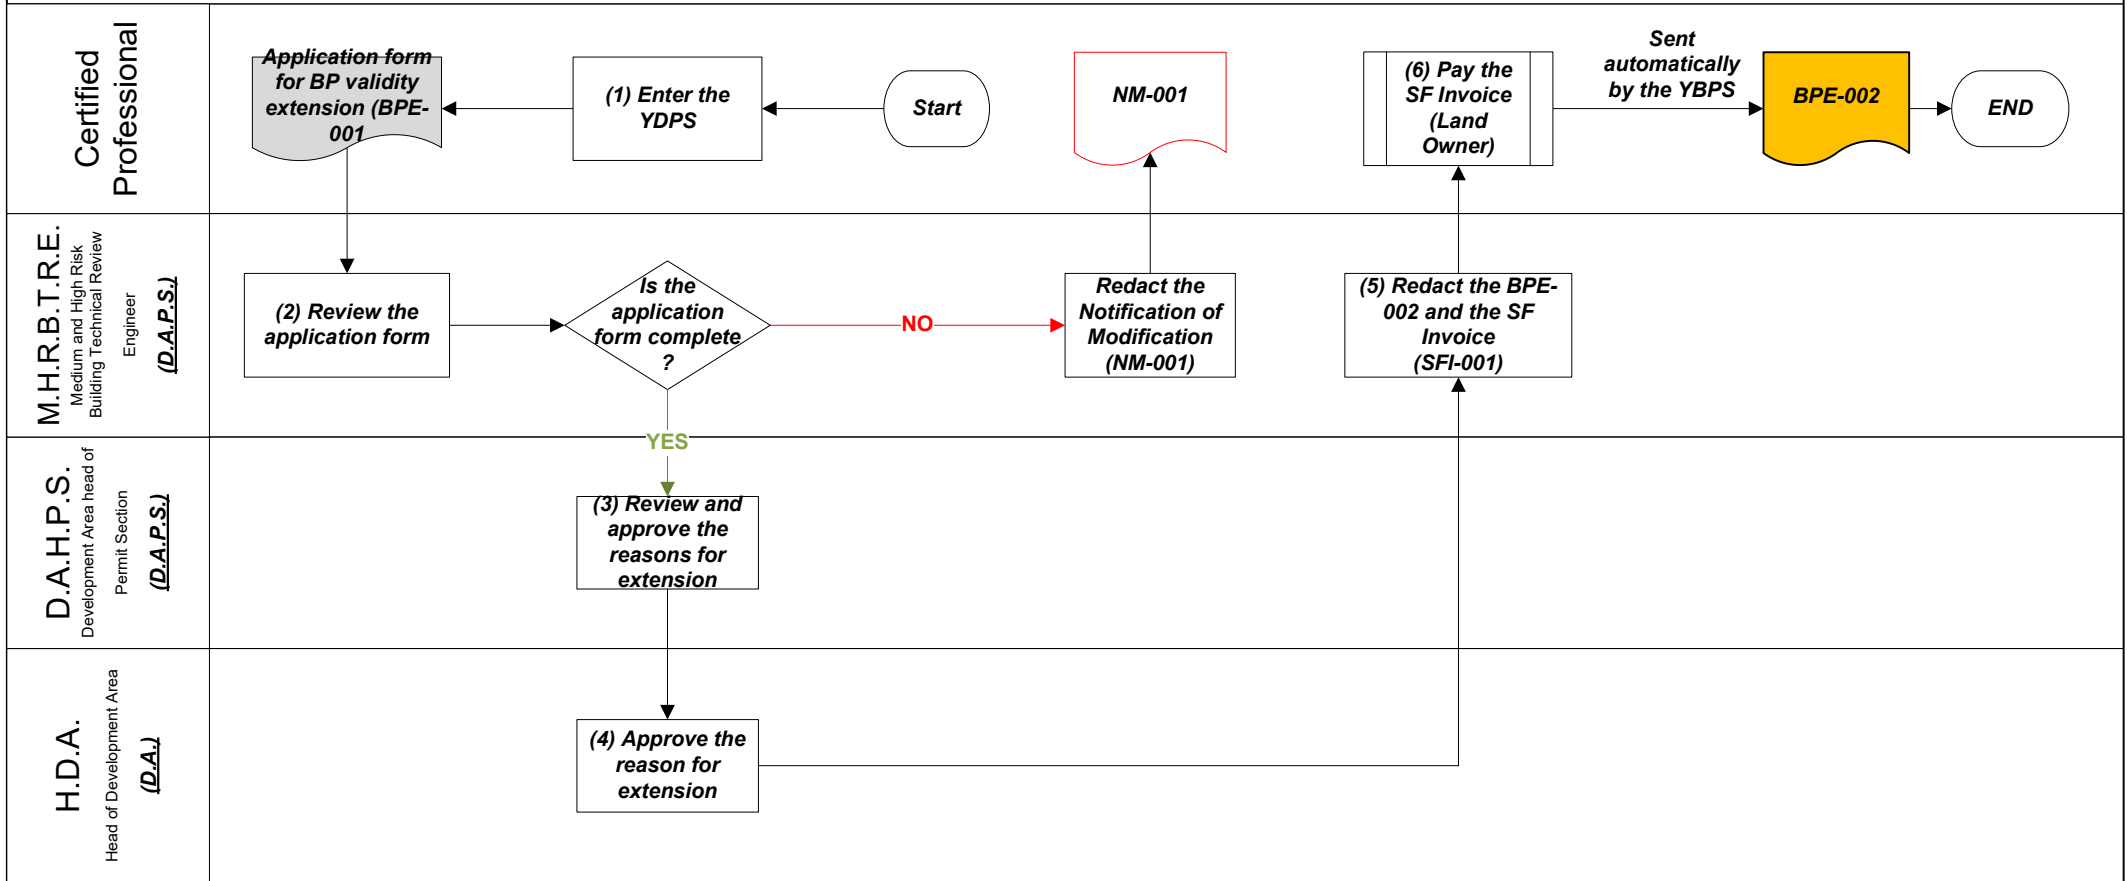 Certified
Professional
Application form
for BP validity
extension (BPE-
001
(1) Enter the
YDPS
Start
NM-001
(6) Pay the
SF Invoice
(Land
Owner)
Sent
automatically
by the YBPS
BPE-002
END
M.H.R.B.T.R.E.
Medium and High Risk
Building Technical Review
Engineer
(D.A.P.S.)
(2) Review the
application form
Is the
application
form complete
?
NO
Redact the
Notification of
Modification
(NM-001)
(5) Redact the BPE-
002 and the SF
Invoice
(SFI-001)
YES
D.A.H.P.S.
Development Area head of
Permit Section
(D.A.P.S.)
(3) Review and
approve the
reasons for
extension
H.D.A.
Head of Development Area
(D.A.)
(4) Approve the
reason for
extension